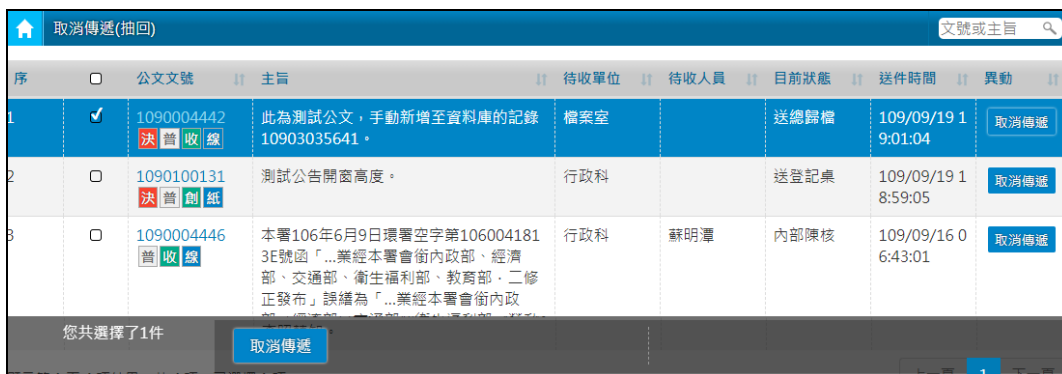 取消傳遞(抽回)
文號或主旨
序 公文文號 主旨 待收單位 待收人員 目前狀態 送件時間 異動
1 1090004442 此為測試公文，手動新增至資料庫的記錄 檔案室 送總歸檔 109/09/19 1 取消傳遞
決 普 收 線 10903035641。 9:01:04
2 1090100131 測試公告開窗高度。 行政科 送登記桌 109/09/19 1 取消傳遞
決 普 創 紙 8:59:05
3 1090004446 本署106年6月9日環署空字第106004181 行政科 蘇明潭 內部陳核 109/09/16 0 取消傳遞
普 收 線 3E號函「...業經本署會銜內政部、經濟 6:43:01
部、交通部、衛生福利部、教育部．二修
正發布」誤繕為「...業經本署會銜內政
您共選擇了1件
取消傳遞
上一頁 1 下一頁